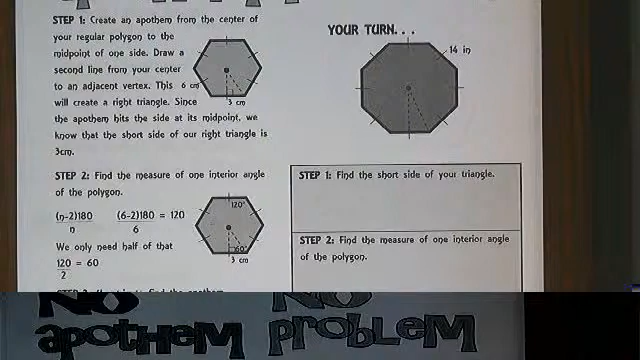 STEP 1: Create an apothem from the center of
your regular polygon to the
midpoint of one side. Draw a
second line from your center
to an adjacent vertex. This
will create a right triangle. Since
the apothem hits the side at its midpoint, we
know that the short side of our right triangle is
3cm.
6 cm
3 cm
STEP 2: Find the measure of one interior angle
of the polygon.
(n-2)180
n
(6-2)180 = 120
6
We only need half of that
120 = 60
2
120°
60°
3 cm
YOUR TURN. . .
14 in
STEP 1: Find the short side of your triangle.
STEP 2: Find the measure of one interior angle
of the polygon.
NO NO
apothem problem